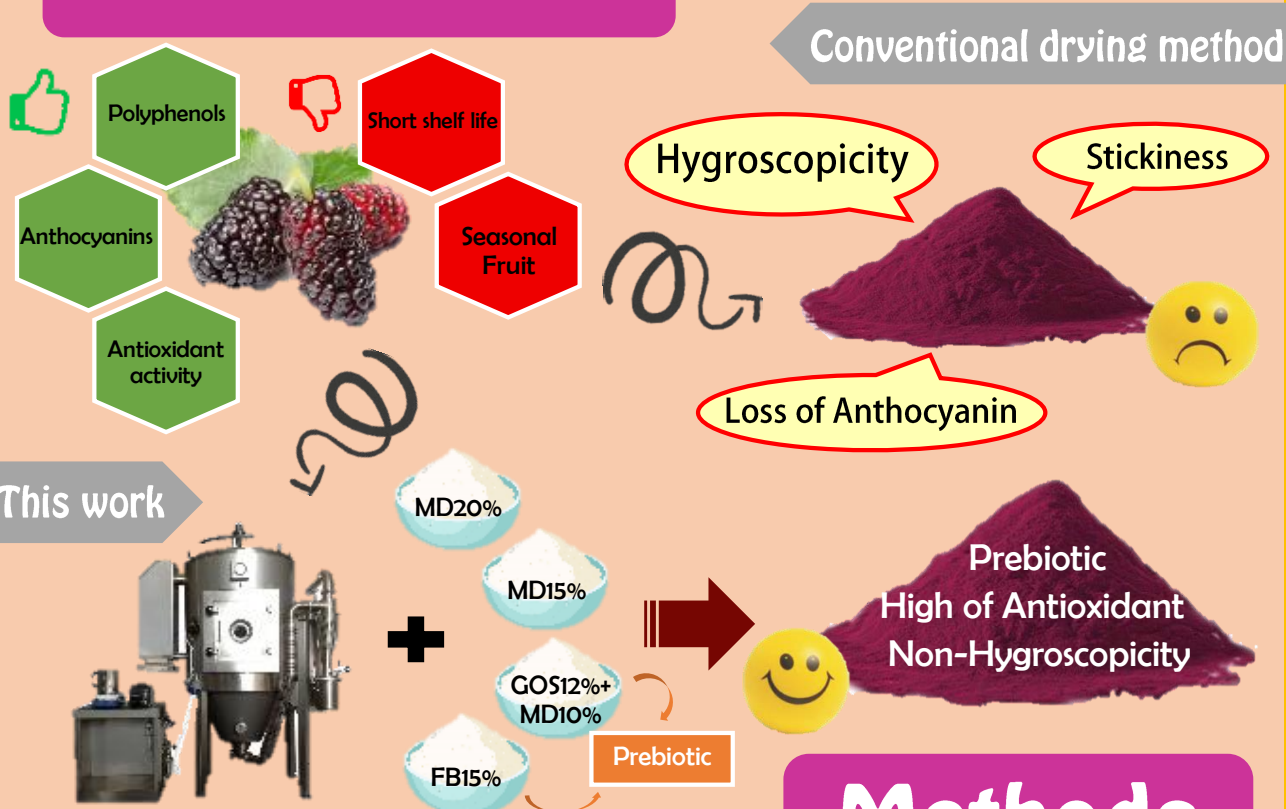 Conventional drying method
Polyphenols
Short shelf life
Anthocyanins
Seasonal
Fruit
Antioxidant
activity
Hygroscopicity
Stickiness
Loss of Anthocyanin
This work
MD20%
MD15%
GOS12%+
MD10%
FB15%
Prebiotic
Prebiotic
High of Antioxidant
Non-Hygroscopicity
Methods